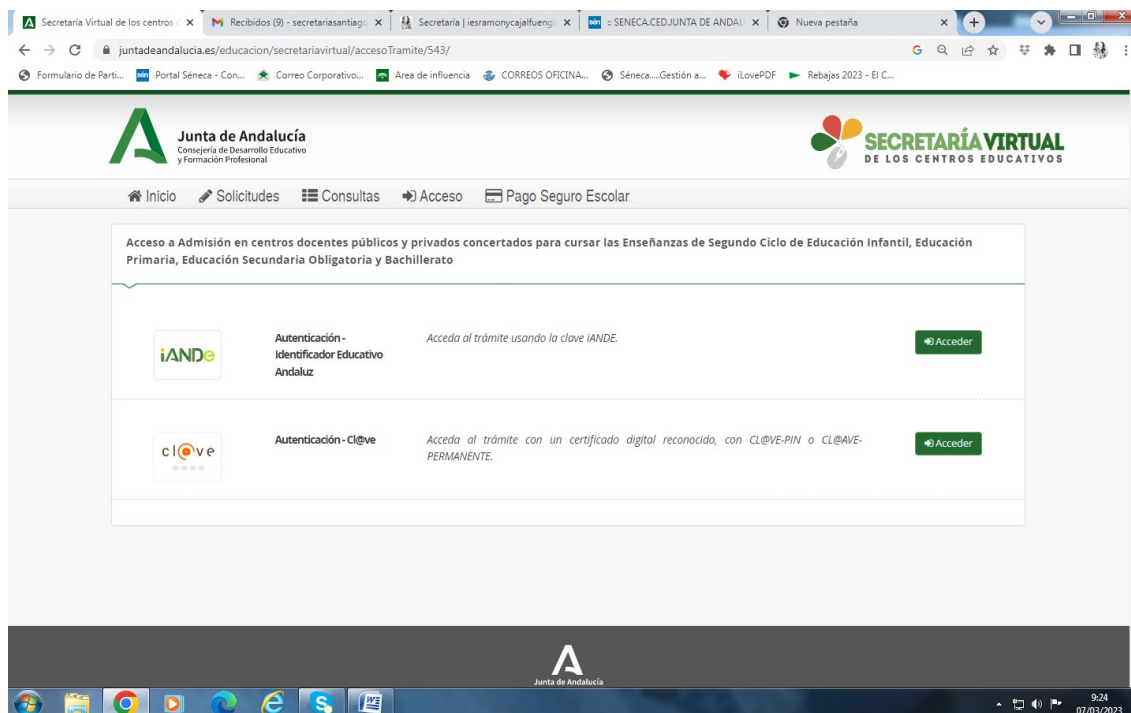 Secretaría Virtual de los centros
Recibidos (9) - secretariasantiago
Secretaría | iesramonycajalfuengi
:: SENECA.CED.JUNTA DE ANDAL
Nueva pestaña
juntadeandalucia.es/educacion/secretariavirtual/accesoTramite/543/
Formulario de Parti...
Portal Séneca - Con...
Correo Corporativo...
Area de influencia
CORREOS OFICINA...
Séneca.....Gestión a...
iLovePDF
Rebajas 2023 - El C...
Junta de Andalucía
Consejería de Desarrollo Educativo
y Formación Profesional
SECRETARÍA VIRTUAL
DE LOS CENTROS EDUCATIVOS
Inicio
Solicitudes
Consultas
Acceso
Pago Seguro Escolar
Acceso a Admisión en centros docentes públicos y privados concertados para cursar las Enseñanzas de Segundo Ciclo de Educación Infantil, Educación
Primaria, Educación Secundaria Obligatoria y Bachillerato
iANDe
Autenticación -
Identificador Educativo
Andaluz
Acceda al trámite usando la clave iANDE.
Acceder
cl@ve
Autenticación - Cl@ve
Acceda al trámite con un certificado digital reconocido, con CL@VE-PIN o CL@AVE-
PERMANENTE.
Acceder
Junta de Andalucía
9:24
07/03/2023